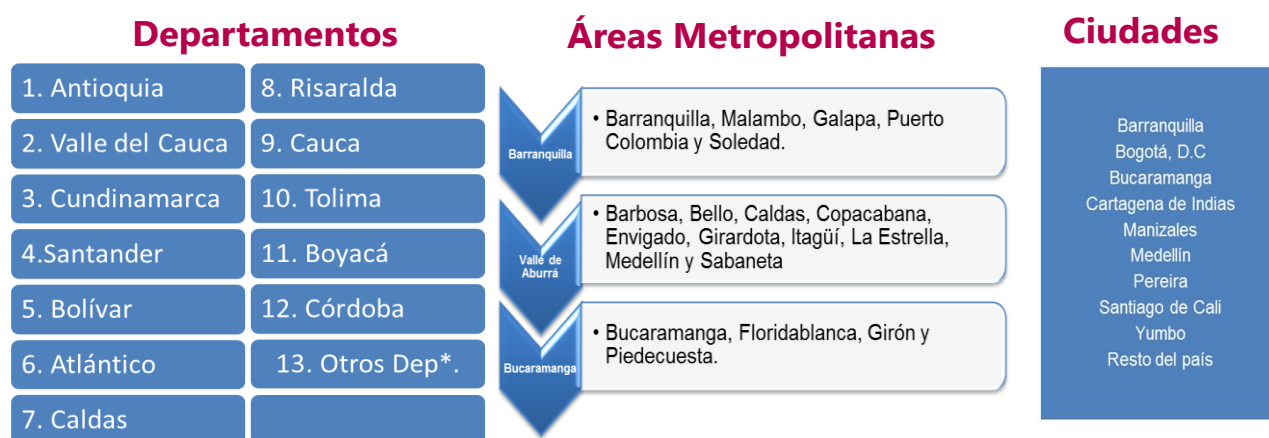 Departamentos
1. Antioquia
2. Valle del Cauca
3. Cundinamarca
4.Santander
5. Bolívar
6. Atlántico
7. Caldas
8. Risaralda
9. Cauca
10. Tolima
11. Boyacá
12. Córdoba
13. Otros Dep*.
Áreas Metropolitanas
Barranquilla
• Barranquilla, Malambo, Galapa, Puerto
Colombia y Soledad.
Valle de
Aburrá
• Barbosa, Bello, Caldas, Copacabana,
Envigado, Girardota, Itagüí, La Estrella,
Medellín y Sabaneta
Bucaramanga
• Bucaramanga, Floridablanca, Girón y
Piedecuesta.
Ciudades
Barranquilla
Bogotá, D.C
Bucaramanga
Cartagena de Indias
Manizales
Medellín
Pereira
Santiago de Cali
Yumbo
Resto del país